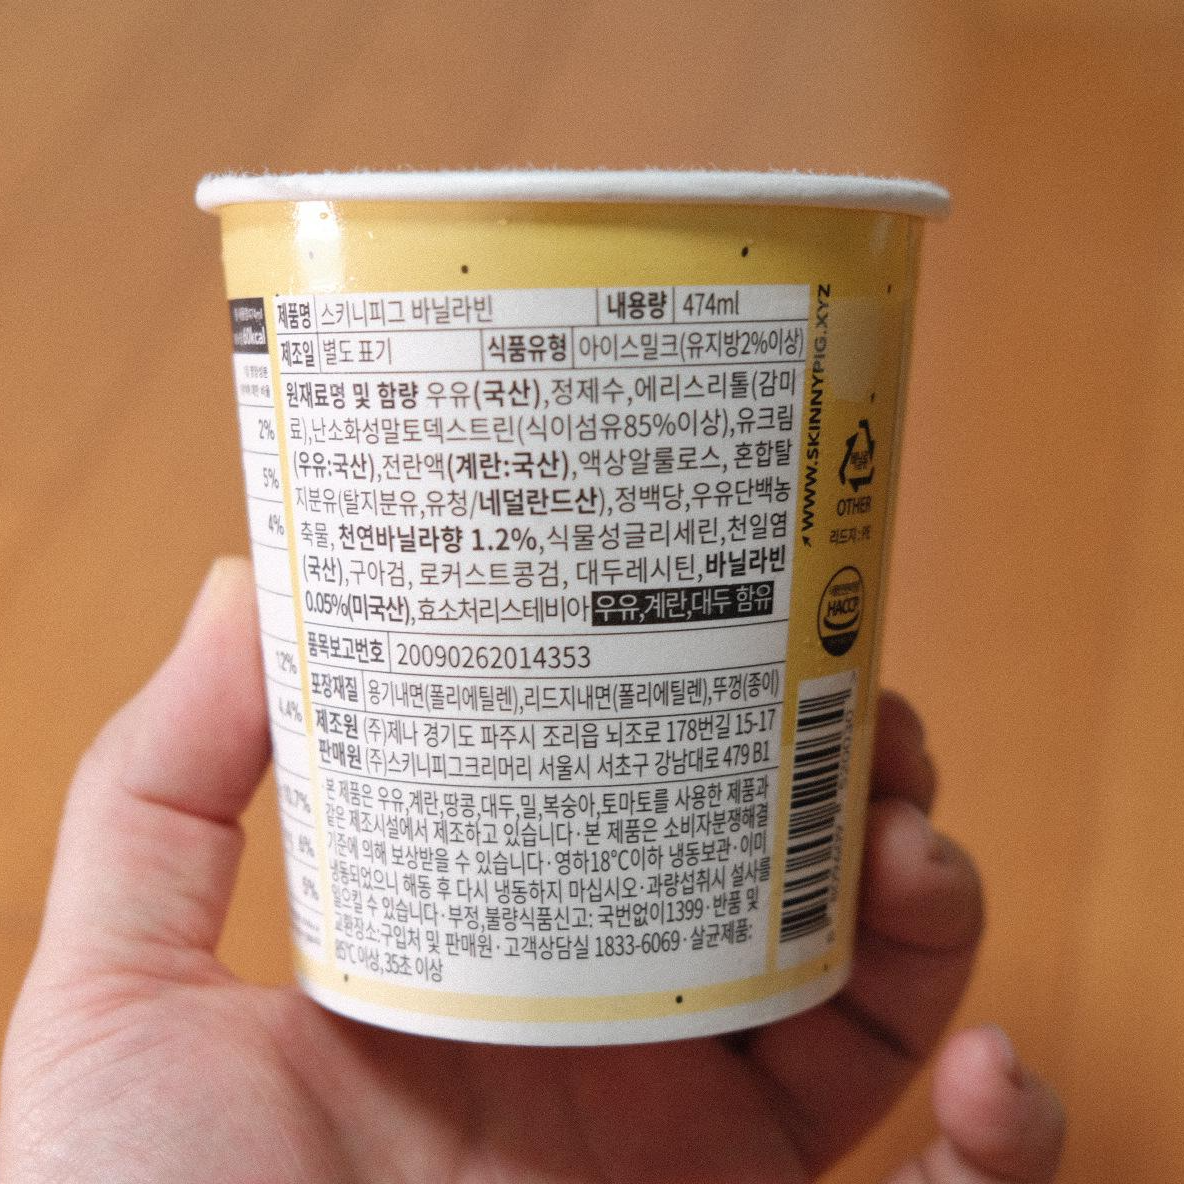 제품명 스키니피그 바닐라빈 내용량 474ml
제조일 별도 표기 식품유형 아이스밀크(유지방2%이상)
원재료명 및 함량 우유(국산),정제수,에리스리톨(감미
료),난소화성말토덱스트린(식이섬유85%이상),유크림
(우유:국산),전란액(계란:국산),액상알룰로스, 혼합탈
지분유(탈지분유,유청/네덜란드산),정백당,우유단백농
축물, 천연바닐라향 1.2%,식물성글리세린,천일염
(국산),구아검, 로커스트콩검, 대두레시틴,바닐라빈
0.05%(미국산),효소처리스테비아 우유,계란,대두 함유
품목보고번호 20090262014353
포장재질 용기내면(폴리에틸렌),리드지내면(폴리에틸렌),뚜껑(종이)
제조원 (주)제나 경기도 파주시 조리읍 뇌조로 178번길 15-17
판매원 (주)스키니피그크리머리 서울시 서초구 강남대로 479 B1
·본 제품은 우유,계란,땅콩,대두,밀,복숭아,토마토를 사용한 제품과
같은 제조시설에서 제조하고 있습니다·본 제품은 소비자분쟁해결
기준에 의해 보상받을 수 있습니다·영하18°C이하 냉동보관·이미
냉동되었으니 해동 후 다시 냉동하지 마십시오·과량섭취시 설사를
일으킬 수 있습니다·부정,불량식품신고: 국번없이1399·반품 및
교환장소:구입처 및 판매원·고객상담실 1833-6069·살균제품:
85°C이상,35초 이상
WWW.SKINNYPIG.XYZ
OTHER
리드지:PE
HACCP
60kcal
2%
5%
4%
12%